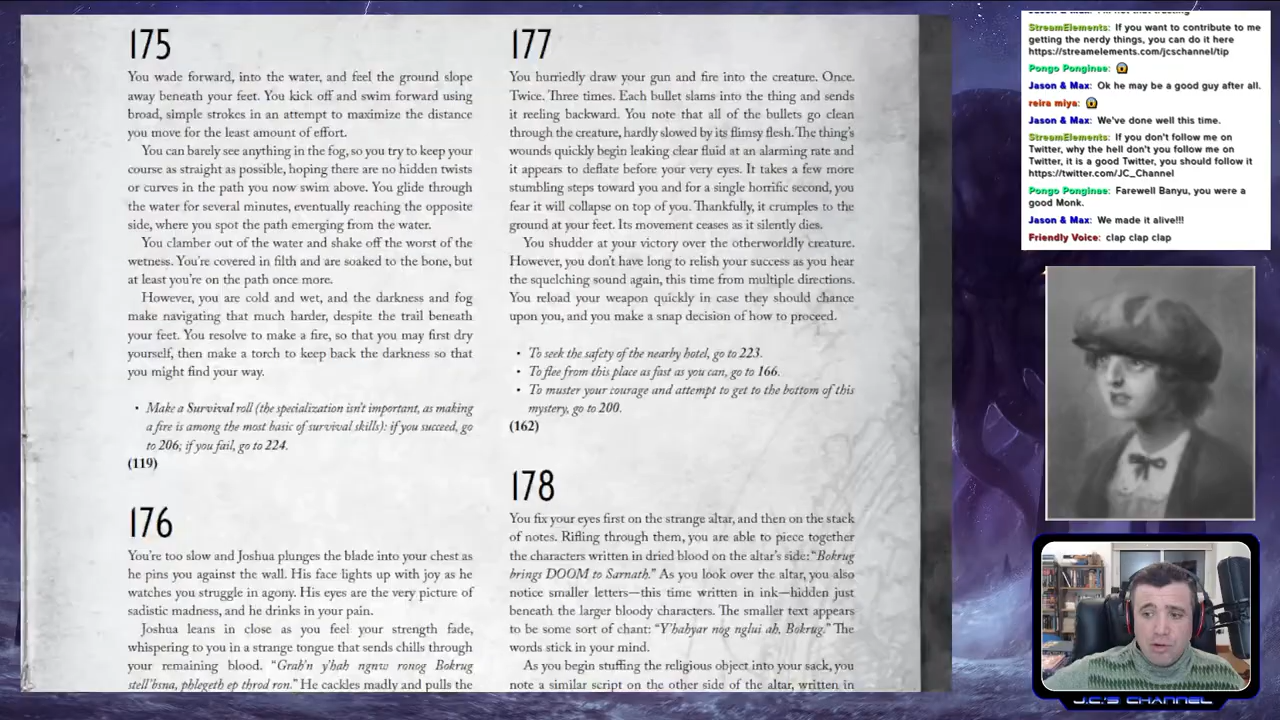 175
You wade forward, into the water, and feel the ground slope
away beneath your feet. You kick off and swim forward using
broad, simple strokes in an attempt to maximize the distance
you move for the least amount of effort.
You can barely see anything in the fog, so you keep your
course as straight as possible, hoping there are no hidden twists
or curves in the path you now swim above. You glide through
the water for several minutes, eventually reaching the opposite
side, where you spot the path emerging from the water.
You clamber out of the water and shake off the worst of the
wetness. You're covered in filth and are soaked to the bone, but
at least you're on the path once more.
However, you are cold and wet, and the darkness and fog
make navigating that much harder, despite the trail beneath
your feet. You resolve to make a fire, so that you may first dry
yourself, then make a torch to keep back the darkness so that
you might find your way.
• Make a Survival roll (the specialization isn't important, as making
a fire is among the most basic of survival skills): if you succeed, go
to 206; if you fail, go to 224.
(119)
176
You're too slow and Joshua plunges the blade into your chest as
he pins you against the wall. His face lights up with joy as he
watches you struggle in agony. His eyes are the very picture of
sadistic madness, and he drinks in your pain.
Joshua leans in close as you feel your strength fade,
whispering to you in a strange tongue that sends chills through
your remaining blood. "Grah'n y'hah vgnw ronog Bokrug
stell'bsna, phlegeth ep throd ron." He cackles madly and pulls the
177
You hurriedly draw your gun and fire into the creature. Once.
Twice. Three times. Each bullet slams into the thing and sends
it reeling backward. You note that all of the bullets go clean
through the creature, hardly slowed by its flimsy flesh. The thing's
wounds quickly begin leaking clear fluid at an alarming rate and
it appears to deflate before your very eyes. It takes a few more
stumbling steps toward you and for a single horrific second, you
fear it will collapse on top of you. Thankfully, it crumples to the
ground at your feet. Its movement ceases as it silently dies.
You shudder at your victory over the otherworldly creature.
However, you don't have long to relish your success as you hear
the squelching sound again, this time from multiple directions.
You reload your weapon quickly in case they should chance
upon you, and you make a snap decision of how to proceed.
• To seek the safety of the nearby hotel, go to 223.
• To flee from this place as fast as you can, go to 166.
• To muster your courage and attempt to get to the bottom of this
mystery, go to 200.
(162)
178
You fix your eyes first on the strange altar, and then on the stack
of notes. Rifling through them, you are able to piece together
the characters written in dried blood on the altar's side: "Bokrug
brings DOOM to Sarnath." As you look over the altar, you also
notice smaller letters—this time written in ink—hidden just
beneath the larger bloody characters. The smaller text appears
to be some sort of chant: "Y'hahyar nog nglui ah, Bokrug." The
words stick in your mind.
As you begin stuffing the religious object into your sack, you
note a similar script on the other side of the altar, written in
StreamElements: If you want to contribute to me
getting the nerdy things, you can do it here
https://streamelements.com/jcschannel/tip
Pongo Ponginae: 😱
Jason & Max: Ok he may be a good guy after all.
reira miya: 😱
Jason & Max: We've done well this time.
StreamElements: If you don't follow me on
Twitter, why the hell don't you follow me on
Twitter, it is a good Twitter, you should follow it
https://twitter.com/JC_Channel
Pongo Ponginae: Farewell Banyu, you were a
good Monk.
Jason & Max: We made it alive!!!
Friendly Voice: clap clap clap
J.C.'S CHANNEL